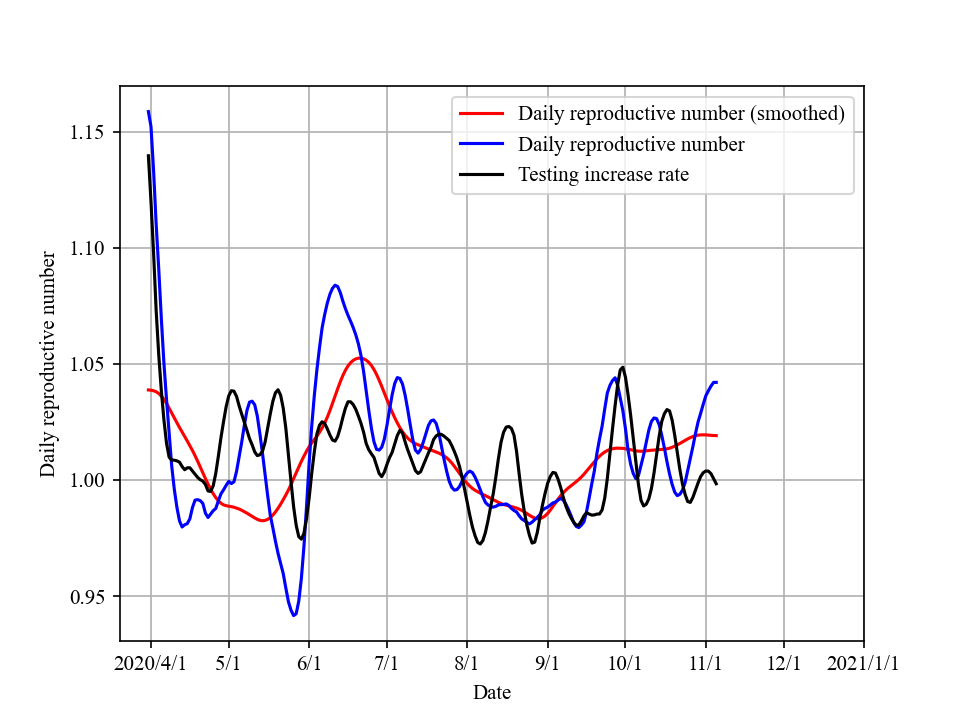 Daily reproductive number (smoothed)
Daily reproductive number
Testing increase rate
1.15
1.10
1.05
1.00
0.95
Daily reproductive number
2020/4/1 5/1 6/1 7/1 8/1 9/1 10/1 11/1 12/1 2021/1/1
Date